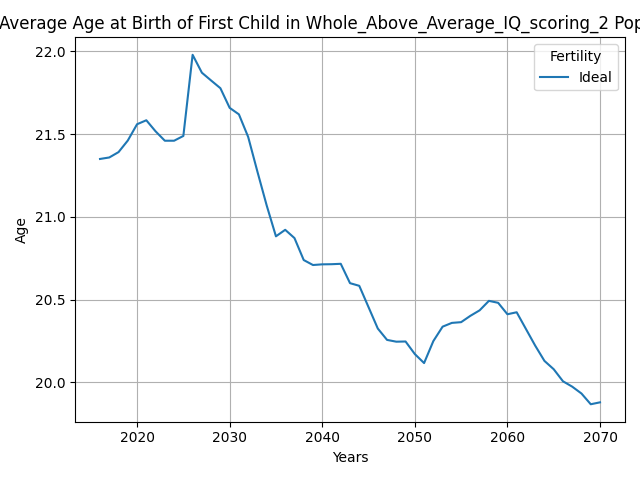 Average Age at Birth of First Child in Whole_Above_Average_IQ_scoring_2 Pop
Fertility
Ideal
22.0
21.5
21.0
20.5
20.0
Age
2020 2030 2040 2050 2060 2070
Years